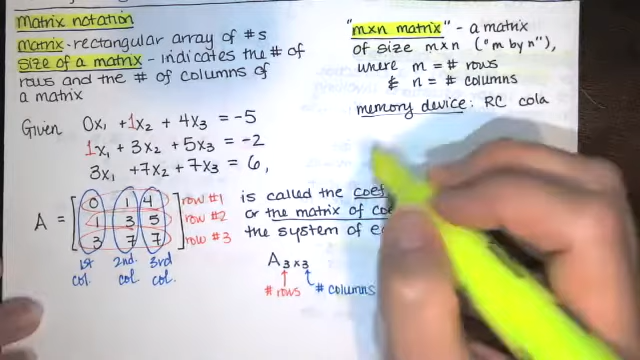 Matrix notation
Matrix - rectangular array of #s
size of a matrix - indicates the # of
rows and the # of columns of
a matrix
"m×n matrix" - a matrix
of size m×n ("m by n"),
where m = # rows
& n = # columns
memory device: RC cola
Given 0x₁ + 1x₂ + 4x₃ = -5
1x₁ + 3x₂ + 5x₃ = -2
3x₁ + 7x₂ + 7x₃ = 6,
A = [ 0 1 4 ] row #1
[ 1 3 5 ] row #2
[ 3 7 7 ] row #3
1st col. 2nd col 3rd col.
is called the
or the matrix of
the system of
A₃ₓ₃
# rows # columns